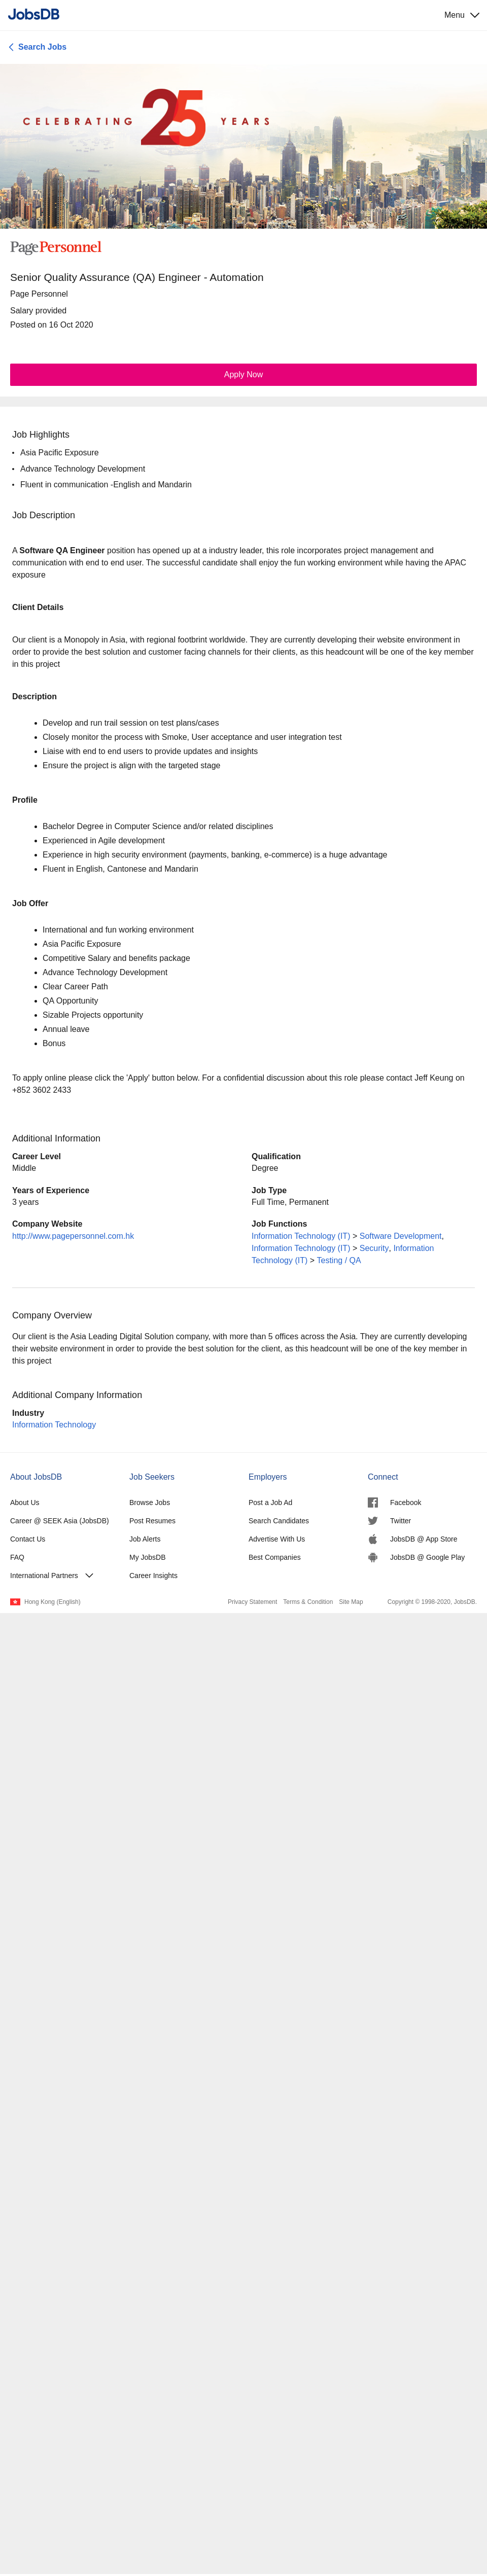 JobsDB
Menu
Search Jobs
CELEBRATING 25 YEARS
PagePersonnel
Senior Quality Assurance (QA) Engineer - Automation
Page Personnel
Salary provided
Posted on 16 Oct 2020
Apply Now
Job Highlights
• Asia Pacific Exposure
• Advance Technology Development
• Fluent in communication -English and Mandarin
Job Description
A Software QA Engineer position has opened up at a industry leader, this role incorporates project management and
communication with end to end user. The successful candidate shall enjoy the fun working environment while having the APAC
exposure
Client Details
Our client is a Monopoly in Asia, with regional footbrint worldwide. They are currently developing their website environment in
order to provide the best solution and customer facing channels for their clients, as this headcount will be one of the key member
in this project
Description
• Develop and run trail session on test plans/cases
• Closely monitor the process with Smoke, User acceptance and user integration test
• Liaise with end to end users to provide updates and insights
• Ensure the project is align with the targeted stage
Profile
• Bachelor Degree in Computer Science and/or related disciplines
• Experienced in Agile development
• Experience in high security environment (payments, banking, e-commerce) is a huge advantage
• Fluent in English, Cantonese and Mandarin
Job Offer
• International and fun working environment
• Asia Pacific Exposure
• Competitive Salary and benefits package
• Advance Technology Development
• Clear Career Path
• QA Opportunity
• Sizable Projects opportunity
• Annual leave
• Bonus
To apply online please click the 'Apply' button below. For a confidential discussion about this role please contact Jeff Keung on
+852 3602 2433
Additional Information
Career Level
Middle
Qualification
Degree
Years of Experience
3 years
Job Type
Full Time, Permanent
Company Website
http://www.pagepersonnel.com.hk
Job Functions
Information Technology (IT) > Software Development,
Information Technology (IT) > Security, Information
Technology (IT) > Testing / QA
Company Overview
Our client is the Asia Leading Digital Solution company, with more than 5 offices across the Asia. They are currently developing
their website environment in order to provide the best solution for the client, as this headcount will be one of the key member in
this project
Additional Company Information
Industry
Information Technology
About JobsDB
About Us
Career @ SEEK Asia (JobsDB)
Contact Us
FAQ
International Partners
Job Seekers
Browse Jobs
Post Resumes
Job Alerts
My JobsDB
Career Insights
Employers
Post a Job Ad
Search Candidates
Advertise With Us
Best Companies
Connect
Facebook
Twitter
JobsDB @ App Store
JobsDB @ Google Play
Hong Kong (English)
Privacy Statement Terms & Condition Site Map Copyright © 1998-2020, JobsDB.